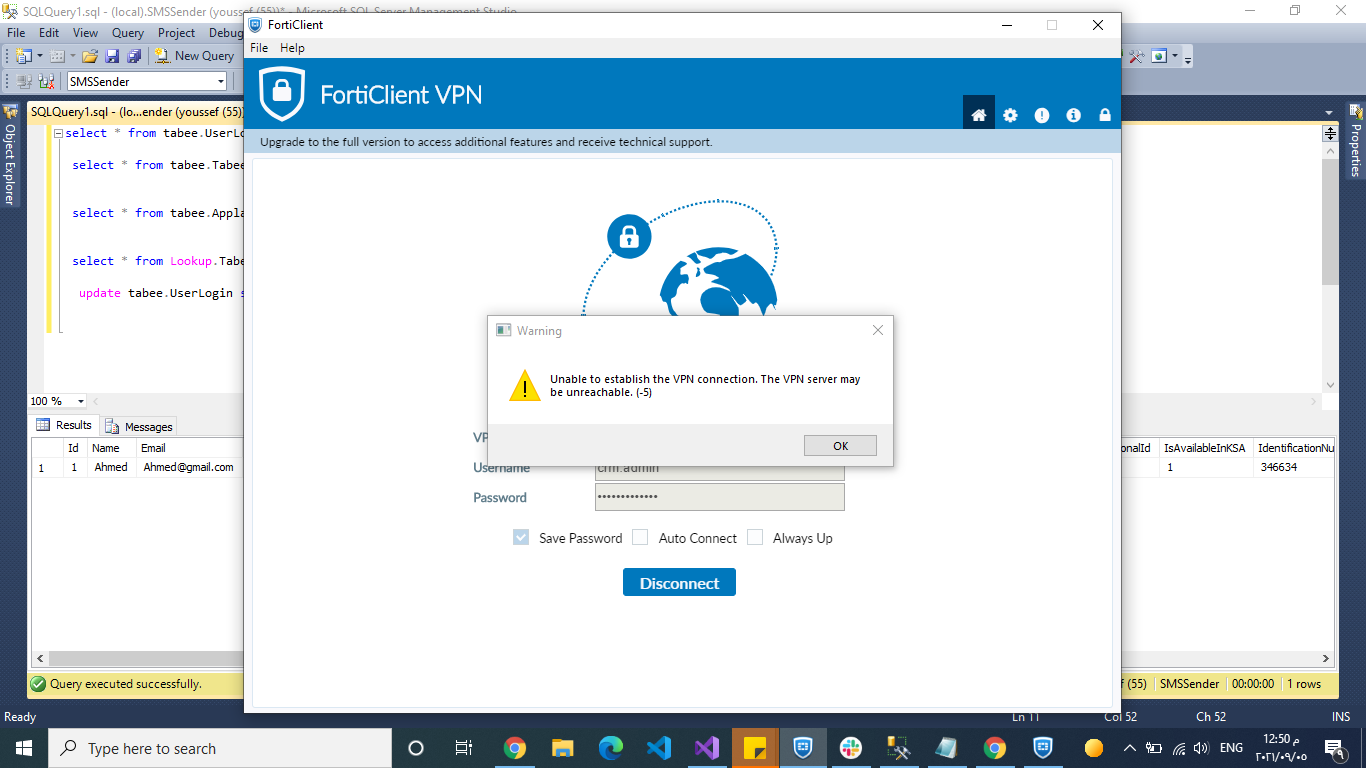 SQLQuery1.sql - (local).SMSSender (youssef (55))* - Microsoft SQL Server Management Studio
File Edit View Query Project Debug
New Query
SMSSender
SQLQuery1.sql - (lo...ender (youssef (55))
Object Explorer
Properties
select * from tabee.UserLo
select * from tabee.Tabee
select * from tabee.Appla
select * from Lookup.Tabe
update tabee.UserLogin s
100 %
Results Messages
Id Name Email
1 1 Ahmed Ahmed@gmail.com
onalId IsAvailableInKSA IdentificationNu
1 346634
Query executed successfully.
f (55) SMSSender 00:00:00 1 rows
Ready Ln 11 Col 52 Ch 52 INS
FortiClient
File Help
FortiClient VPN
Upgrade to the full version to access additional features and receive technical support.
Warning
Unable to establish the VPN connection. The VPN server may
be unreachable. (-5)
OK
VP
Username crm.admin
Password •••••••••••••
Save Password Auto Connect Always Up
Disconnect
Type here to search
ENG
12:50 م
٢٠٢١/٠٩/٠٥
9